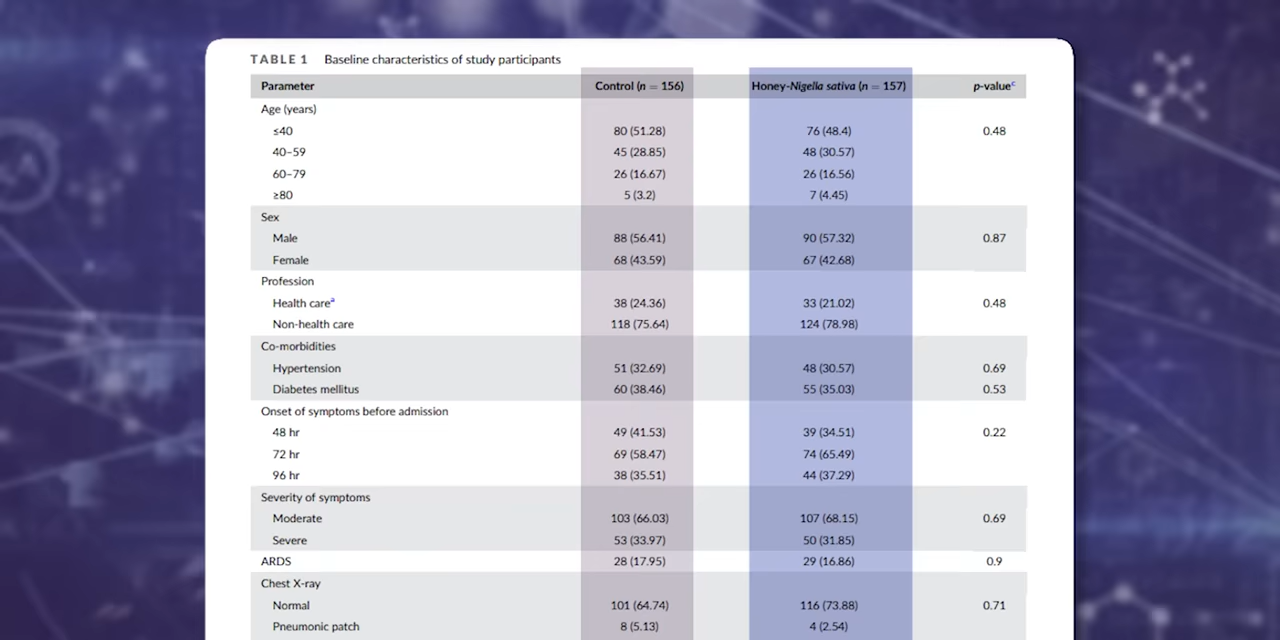 TABLE 1 Baseline characteristics of study participants
Parameter Control (n = 156) Honey-Nigella sativa (n = 157) p-valueᶜ
Age (years)
≤40 80 (51.28) 76 (48.4) 0.48
40–59 45 (28.85) 48 (30.57)
60–79 26 (16.67) 26 (16.56)
≥80 5 (3.2) 7 (4.45)
Sex
Male 88 (56.41) 90 (57.32) 0.87
Female 68 (43.59) 67 (42.68)
Profession
Health careᵃ 38 (24.36) 33 (21.02) 0.48
Non-health care 118 (75.64) 124 (78.98)
Co-morbidities
Hypertension 51 (32.69) 48 (30.57) 0.69
Diabetes mellitus 60 (38.46) 55 (35.03) 0.53
Onset of symptoms before admission
48 hr 49 (41.53) 39 (34.51) 0.22
72 hr 69 (58.47) 74 (65.49)
96 hr 38 (35.51) 44 (37.29)
Severity of symptoms
Moderate 103 (66.03) 107 (68.15) 0.69
Severe 53 (33.97) 50 (31.85)
ARDS 28 (17.95) 29 (16.86) 0.9
Chest X-ray
Normal 101 (64.74) 116 (73.88) 0.71
Pneumonic patch 8 (5.13) 4 (2.54)